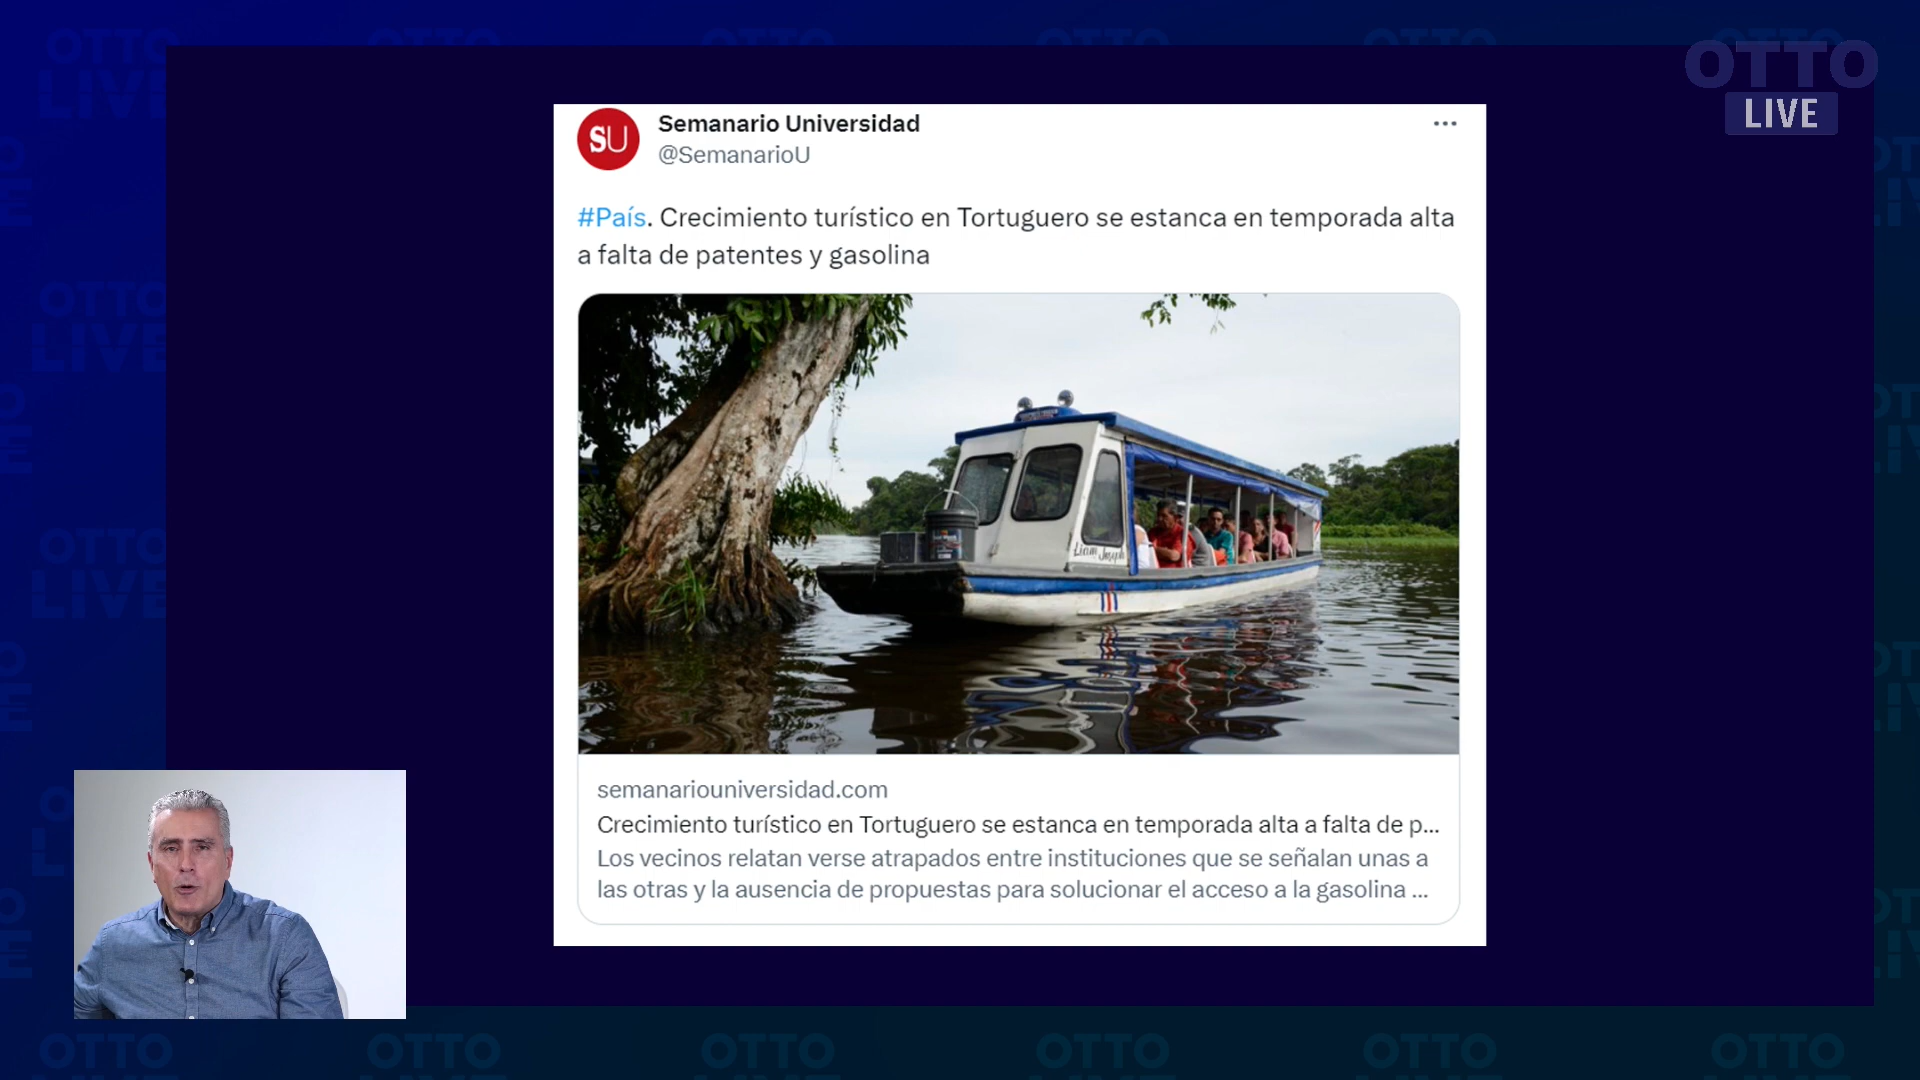 OTTO
LIVE
SU
Semanario Universidad
@SemanarioU
#País. Crecimiento turístico en Tortuguero se estanca en temporada alta
a falta de patentes y gasolina
Liam Joseph
semanariouniversidad.com
Crecimiento turístico en Tortuguero se estanca en temporada alta a falta de p...
Los vecinos relatan verse atrapados entre instituciones que se señalan unas a
las otras y la ausencia de propuestas para solucionar el acceso a la gasolina ...